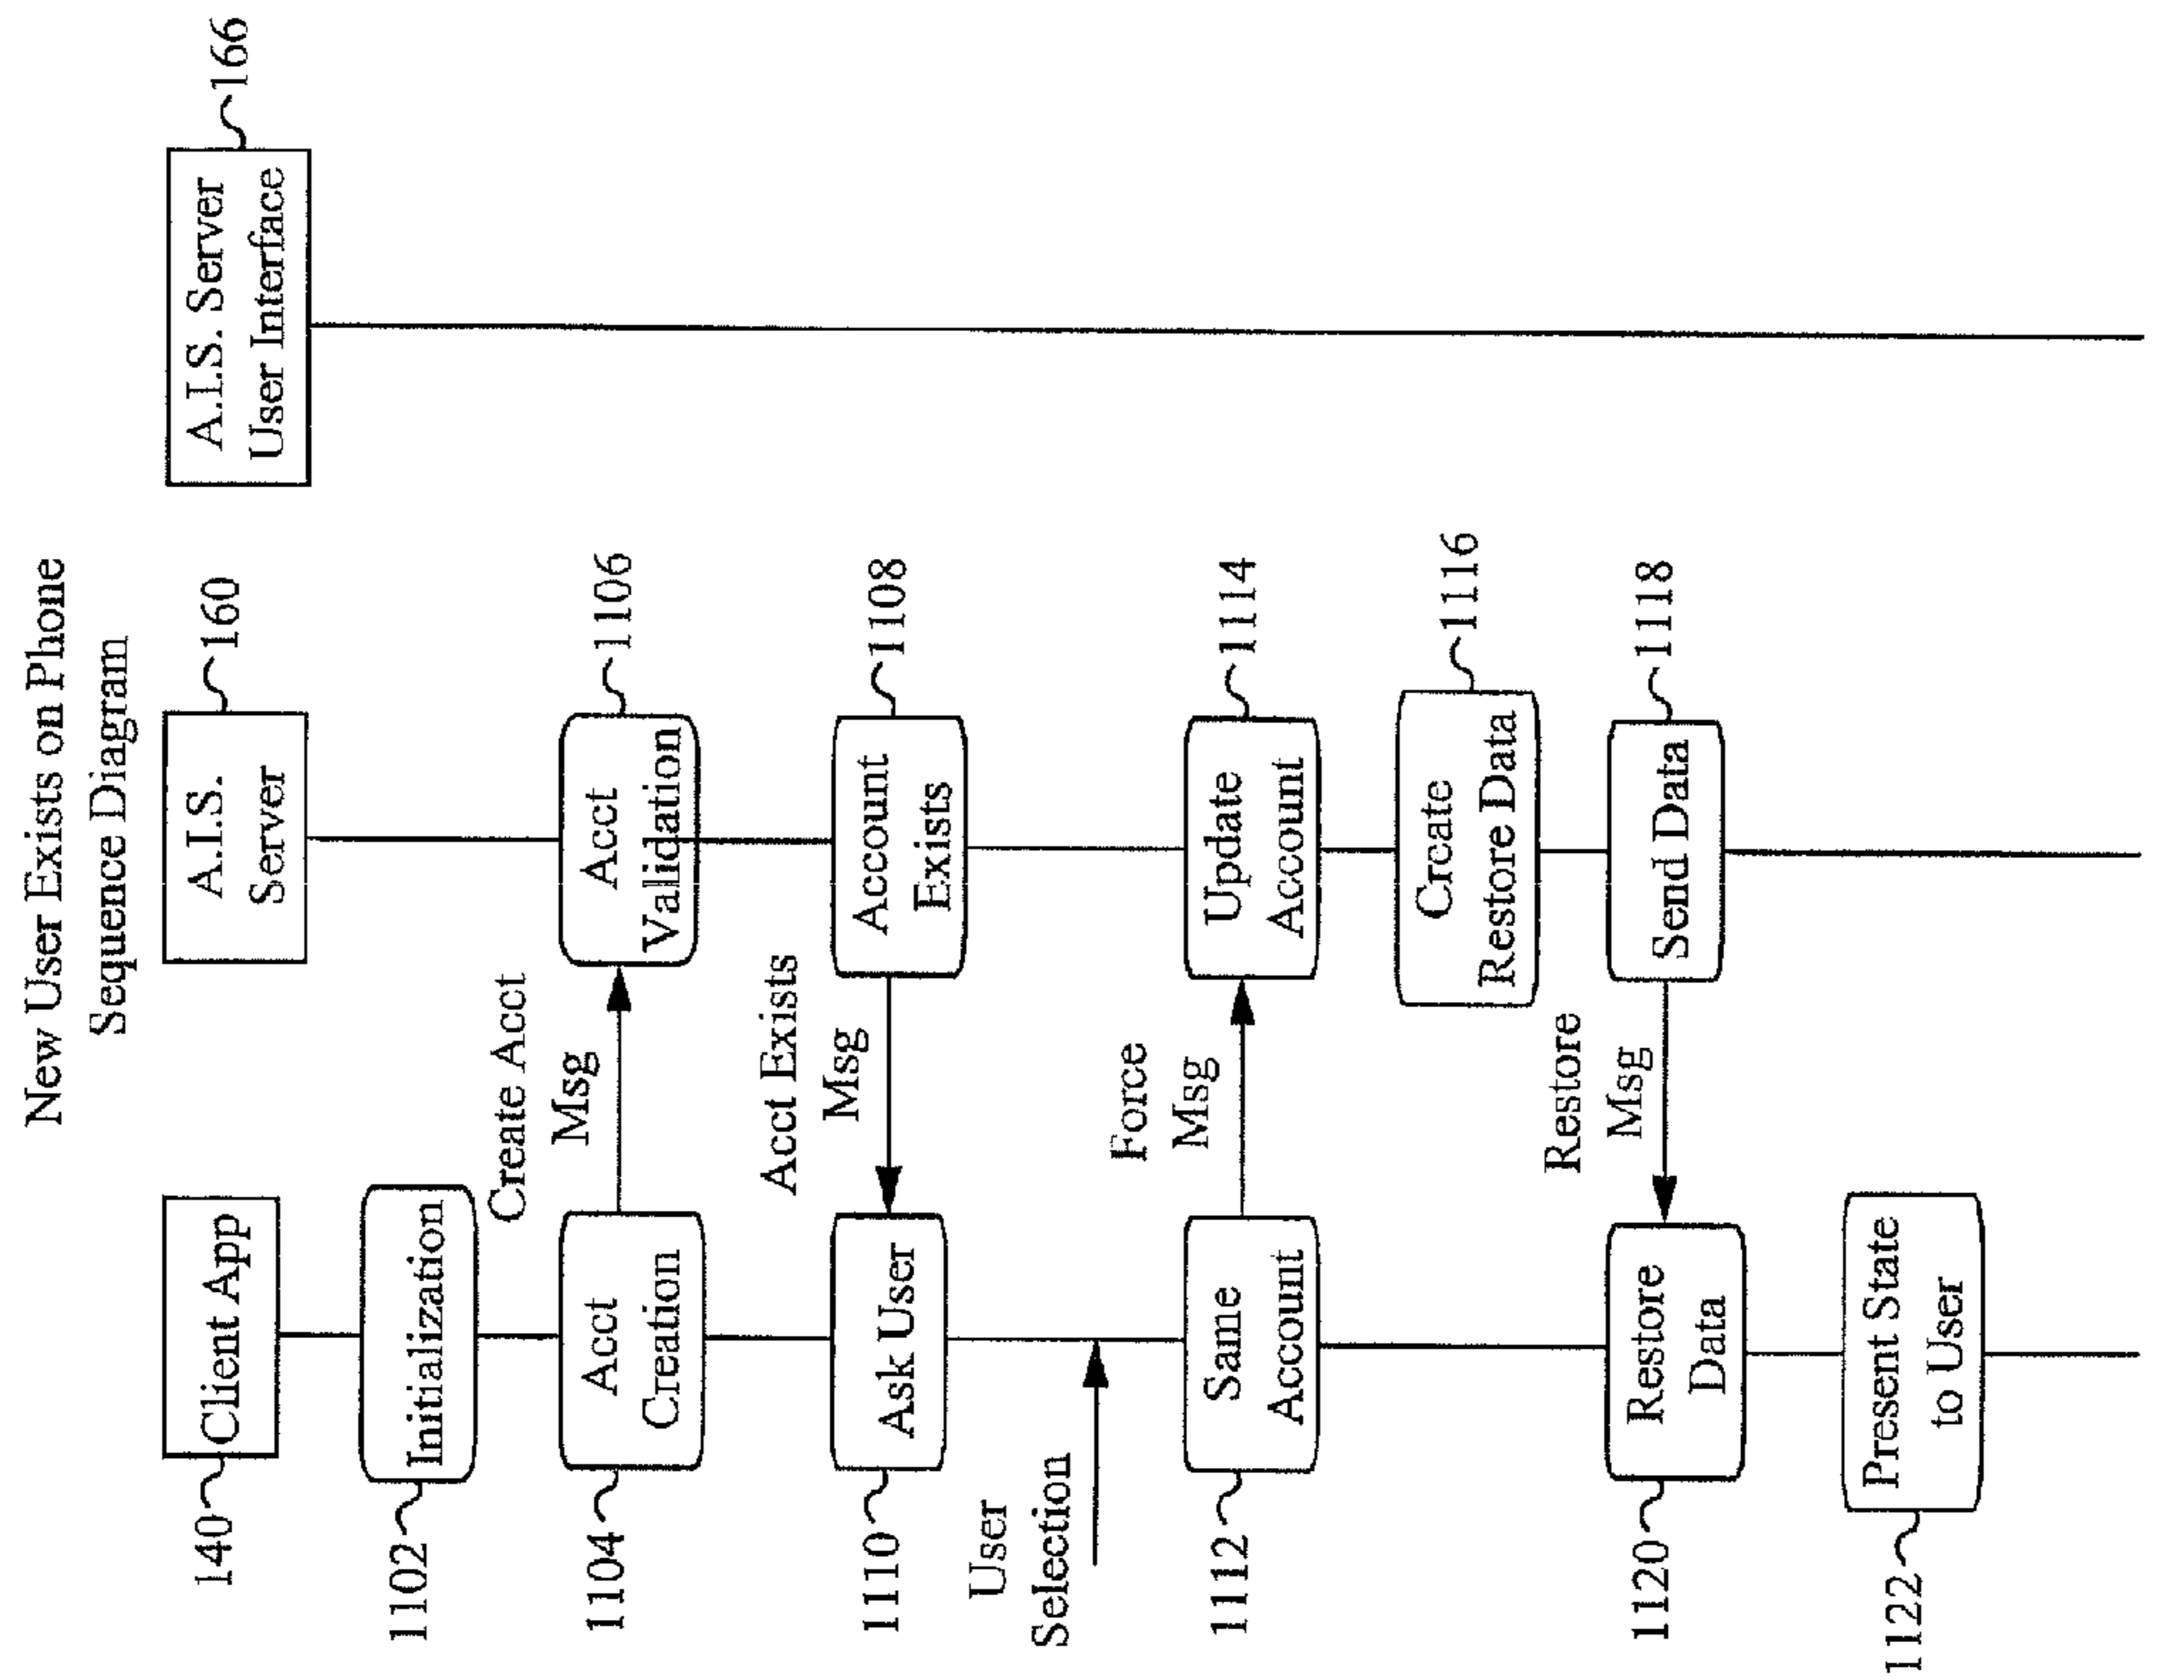 New User Exists on Phone
Sequence Diagram
140
Client App
A.I.S.
Server
160
A.I.S. Server
User Interface
166
1102
Initialization
Create Acct
Msg
1104
Acct
Creation
Acct
Validation
1106
Acct Exists
Msg
1110
Ask User
Account
Exists
1108
User
Selection
Force
Msg
1112
Same
Account
Update
Account
1114
Create
Restore Data
1116
Restore
Msg
1120
Restore
Data
Send Data
1118
1122
Present State
to User